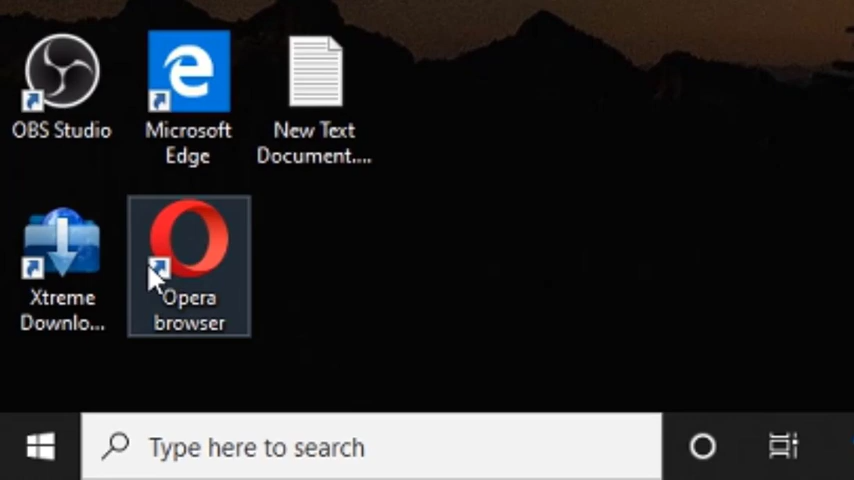 OBS Studio
Microsoft
Edge
New Text
Document....
Xtreme
Downlo...
Opera
browser
Type here to search